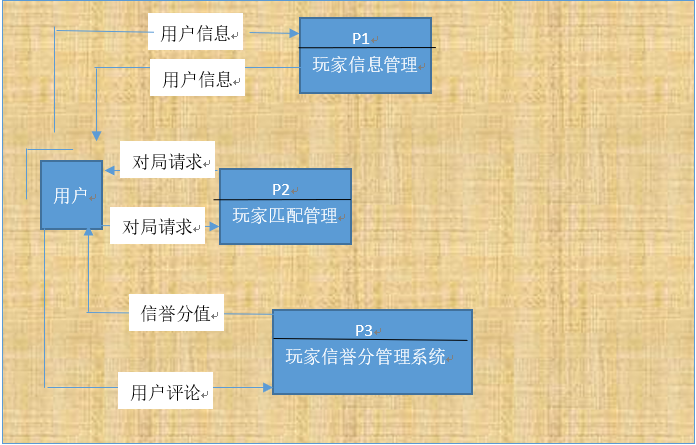 用户信息
P1
玩家信息管理
用户信息
对局请求
用户
P2
玩家匹配管理
对局请求
信誉分值
P3
玩家信誉分管理系统
用户评论